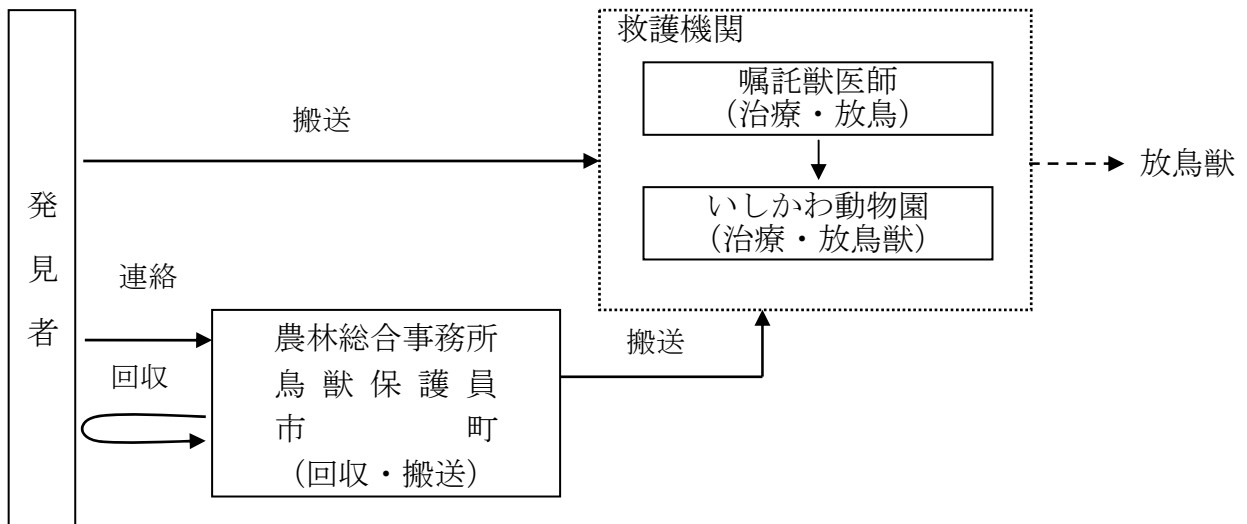 発見者
搬送
連絡
回収
救護機関
嘱託獣医師
（治療・放鳥）
いしかわ動物園
（治療・放鳥獣）
放鳥獣
農林総合事務所
鳥獣保護員
市町
（回収・搬送）
搬送